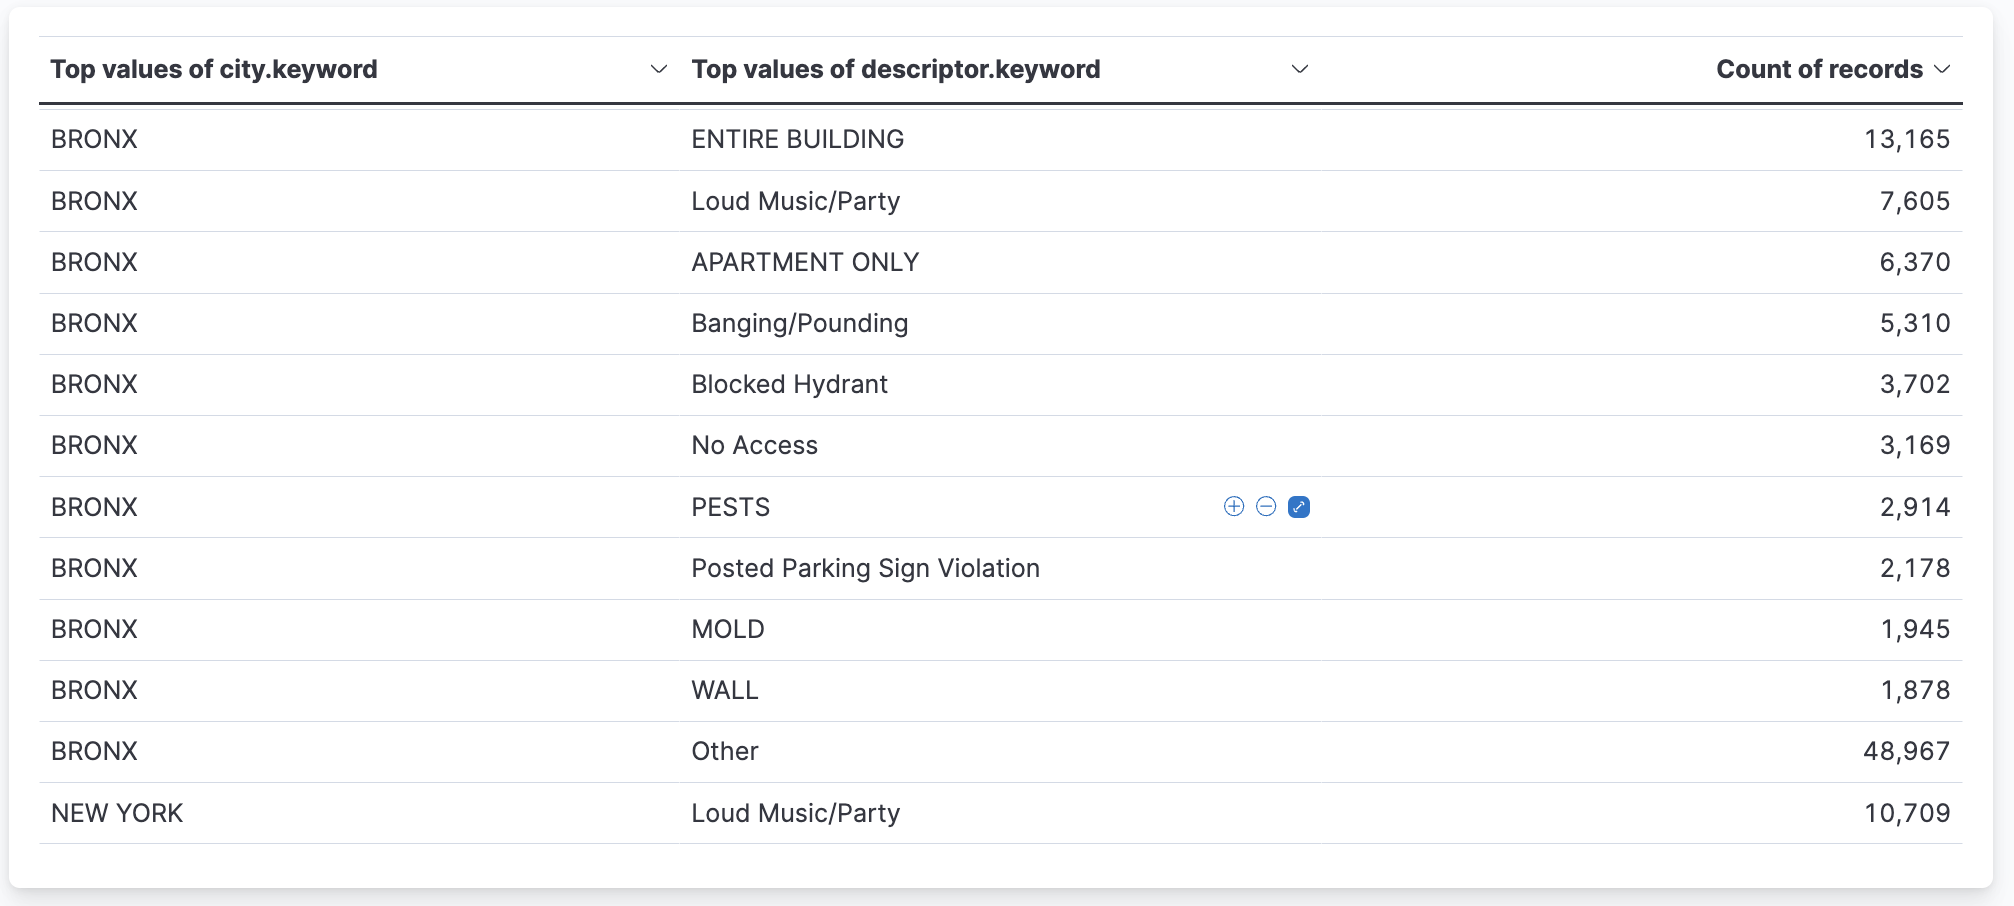 Top values of city.keyword Top values of descriptor.keyword Count of records
BRONX ENTIRE BUILDING 13,165
BRONX Loud Music/Party 7,605
BRONX APARTMENT ONLY 6,370
BRONX Banging/Pounding 5,310
BRONX Blocked Hydrant 3,702
BRONX No Access 3,169
BRONX PESTS 2,914
BRONX Posted Parking Sign Violation 2,178
BRONX MOLD 1,945
BRONX WALL 1,878
BRONX Other 48,967
NEW YORK Loud Music/Party 10,709